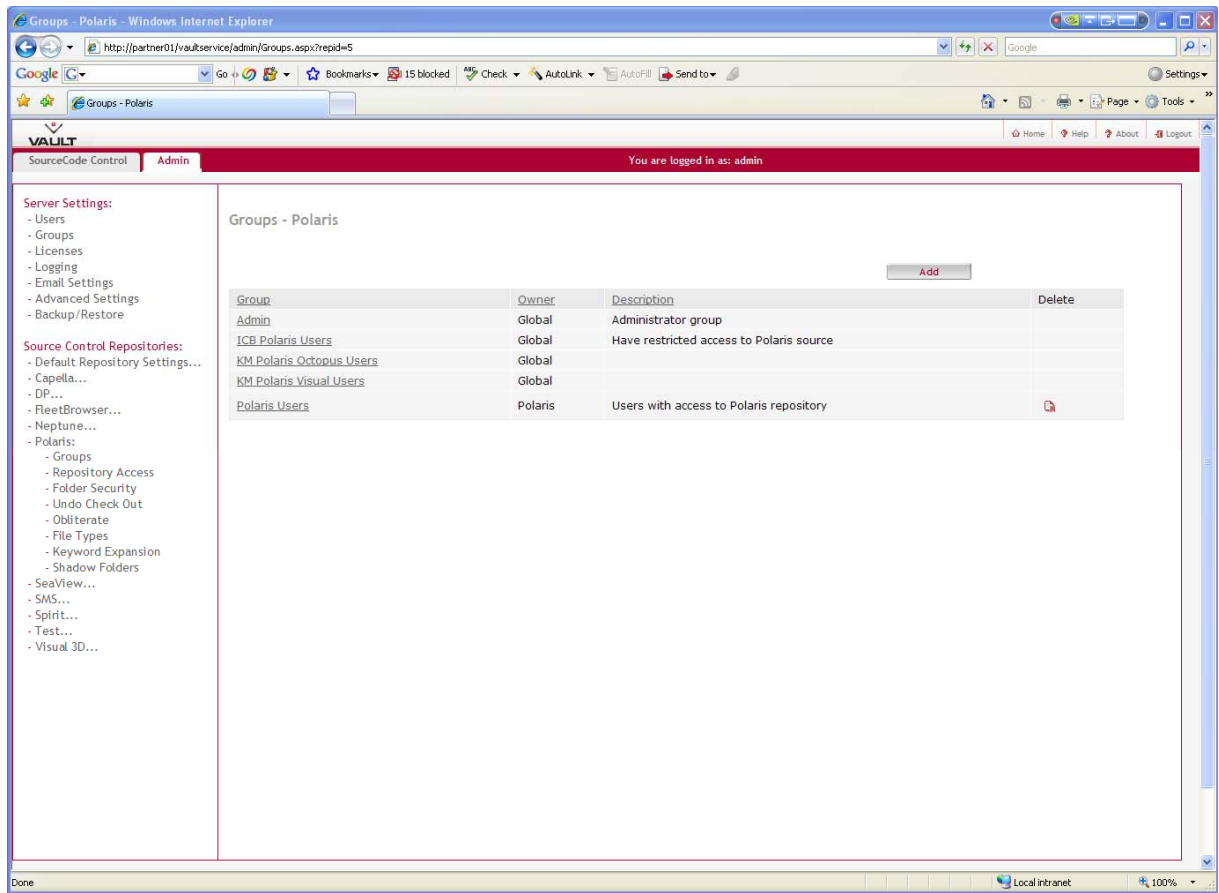 Groups - Polaris - Windows Internet Explorer
http://partner01/vaultservice/admin/Groups.aspx?repid=5
Google
Google G Go Bookmarks 15 blocked ABC Check AutoLink AutoFill Send to Settings
Groups - Polaris Page Tools »
VAULT
Home Help About Logout
SourceCode Control Admin You are logged in as: admin
Server Settings:
- Users
- Groups
- Licenses
- Logging
- Email Settings
- Advanced Settings
- Backup/Restore
Source Control Repositories:
- Default Repository Settings...
- Capella...
- DP...
- FleetBrowser...
- Neptune...
- Polaris:
- Groups
- Repository Access
- Folder Security
- Undo Check Out
- Obliterate
- File Types
- Keyword Expansion
- Shadow Folders
- SeaView...
- SMS...
- Spirit...
- Test...
- Visual 3D...
Groups - Polaris
Add
Group Owner Description Delete
Admin Global Administrator group
ICB Polaris Users Global Have restricted access to Polaris source
KM Polaris Octopus Users Global
KM Polaris Visual Users Global
Polaris Users Polaris Users with access to Polaris repository
Done Local intranet 100%